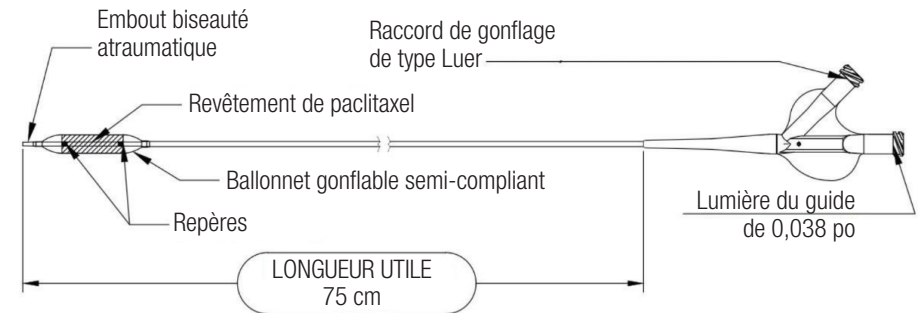 Embout biseauté
atraumatique
Raccord de gonflage
de type Luer
Revêtement de paclitaxel
Ballonnet gonflable semi-compliant
Repères
Lumière du guide
de 0,038 po
LONGUEUR UTILE
75 cm